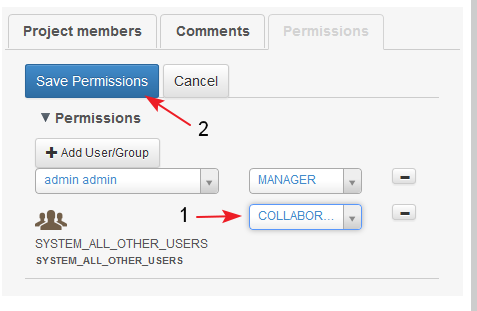 Project members Comments Permissions
Save Permissions Cancel
2
▼ Permissions
+ Add User/Group
admin admin MANAGER −
1 COLLABOR... −
SYSTEM_ALL_OTHER_USERS
SYSTEM_ALL_OTHER_USERS